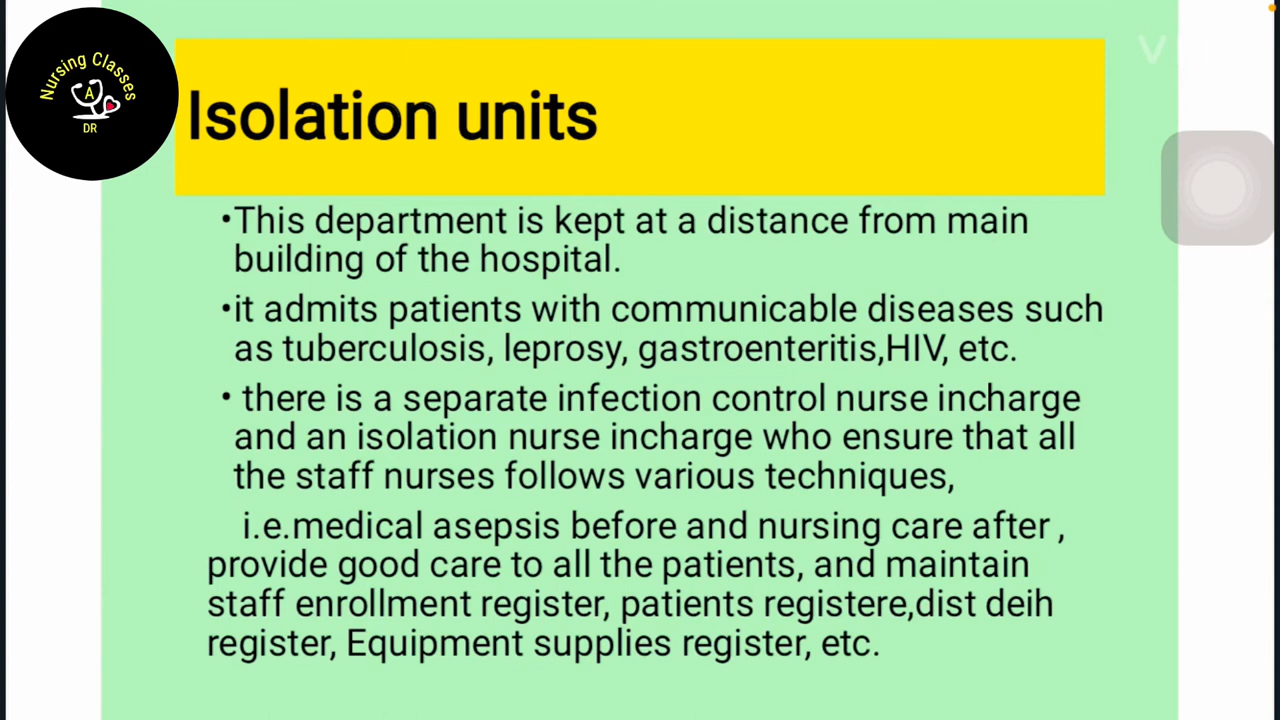 Nursing Classes
A
DR
Isolation units
•This department is kept at a distance from main
building of the hospital.
•it admits patients with communicable diseases such
as tuberculosis, leprosy, gastroenteritis,HIV, etc.
• there is a separate infection control nurse incharge
and an isolation nurse incharge who ensure that all
the staff nurses follows various techniques,
i.e.medical asepsis before and nursing care after ,
provide good care to all the patients, and maintain
staff enrollment register, patients registere,dist deih
register, Equipment supplies register, etc.